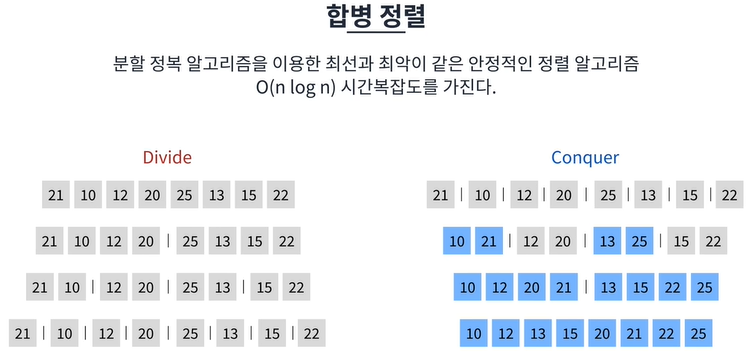 합병 정렬
분할 정복 알고리즘을 이용한 최선과 최악이 같은 안정적인 정렬 알고리즘
O(n log n) 시간복잡도를 가진다.
Divide
21 10 12 20 25 13 15 22
21 10 12 20 | 25 13 15 22
21 10 | 12 20 | 25 13 | 15 22
21 | 10 | 12 | 20 | 25 | 13 | 15 | 22
Conquer
21 | 10 | 12 | 20 | 25 | 13 | 15 | 22
10 21 | 12 20 | 13 25 | 15 22
10 12 20 21 | 13 15 22 25
10 12 13 15 20 21 22 25